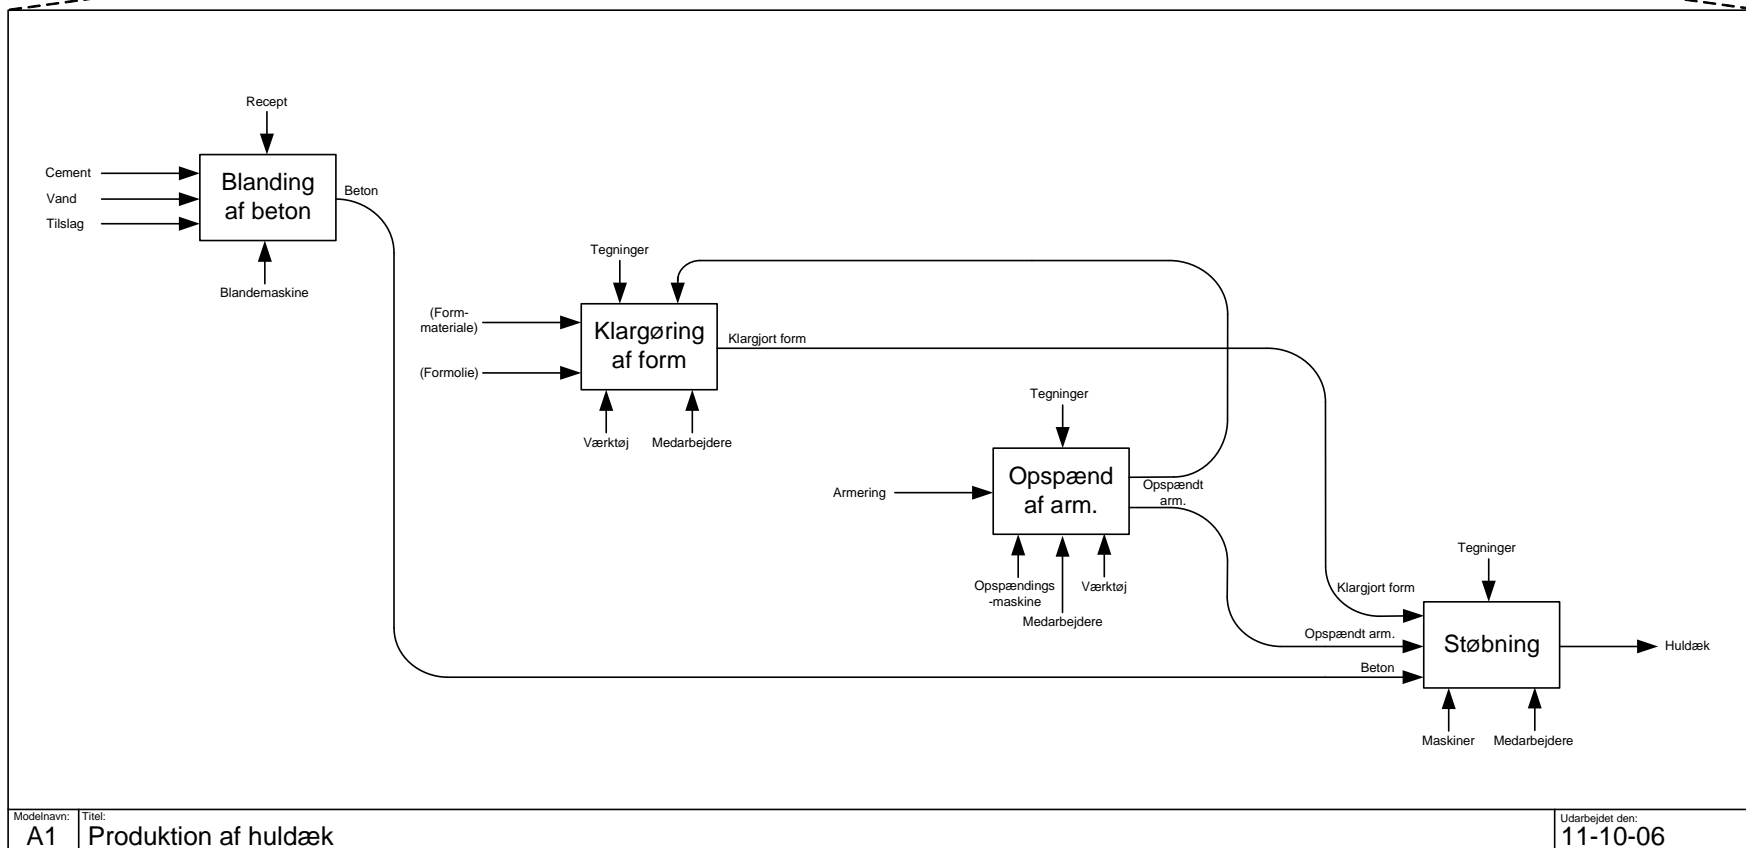 Recept
Cement
Vand
Tilslag
Blanding
af beton
Beton
Blandemaskine
Tegninger
(Form-
materiale)
(Formolie)
Klargøring
af form
Klargjort form
Værktøj
Medarbejdere
Tegninger
Armering
Opspænd
af arm.
Opspændt
arm.
Opspændings
-maskine
Medarbejdere
Værktøj
Tegninger
Klargjort form
Opspændt arm.
Beton
Støbning
Huldæk
Maskiner
Medarbejdere
Modelnavn:
A1
Titel:
Produktion af huldæk
Udarbejdet den:
11-10-06